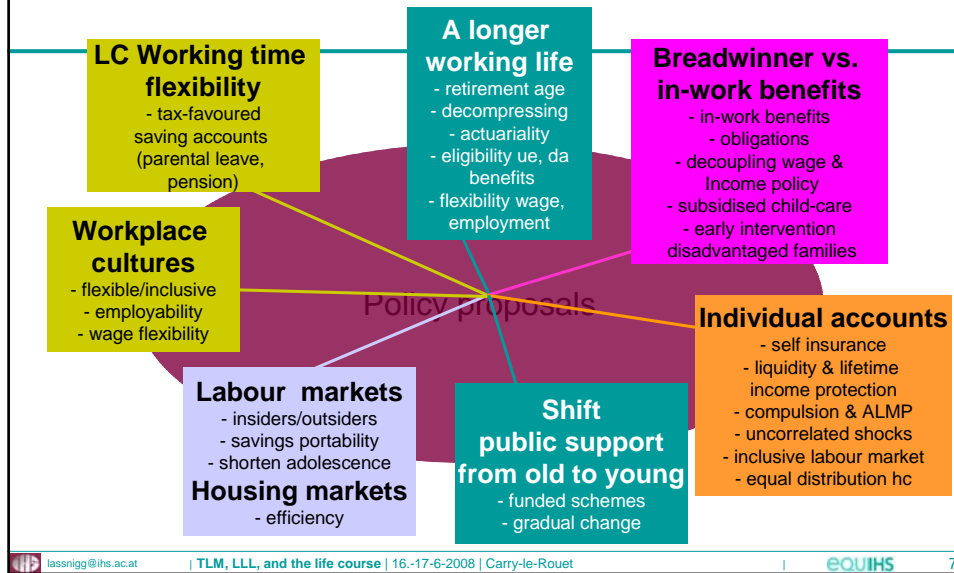 LC Working time
flexibility
- tax-favoured
saving accounts
(parental leave,
pension)
A longer
working life
- retirement age
- decompressing
- actuariality
- eligibility ue, da
benefits
- flexibility wage,
employment
Breadwinner vs.
in-work benefits
- in-work benefits
- obligations
- decoupling wage &
Income policy
- subsidised child-care
- early intervention
disadvantaged families
Workplace
cultures
- flexible/inclusive
- employability
- wage flexibility
Policy proposals
Individual accounts
- self insurance
- liquidity & lifetime
income protection
- compulsion & ALMP
- uncorrelated shocks
- inclusive labour market
- equal distribution hc
Labour markets
- insiders/outsiders
- savings portability
- shorten adolescence
Housing markets
- efficiency
Shift
public support
from old to young
- funded schemes
- gradual change
IHS lassnigg@ihs.ac.at | TLM, LLL, and the life course | 16.-17-6-2008 | Carry-le-Rouet | equIHS 7